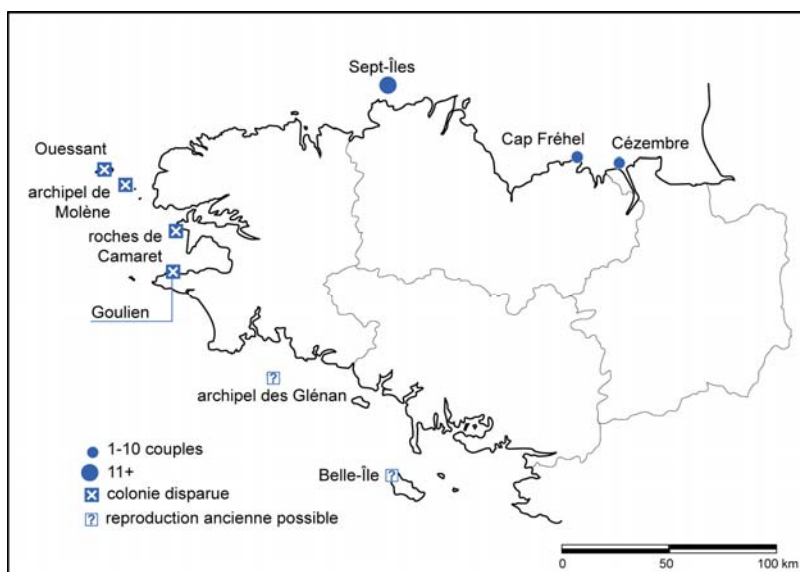 Sept-Îles
Cap Fréhel
Cézembre
Ouessant
archipel de
Molène
roches de
Camaret
Goulien
archipel des Glénan
Belle-Île
1-10 couples
11+
colonie disparue
reproduction ancienne possible
0
50
100 km